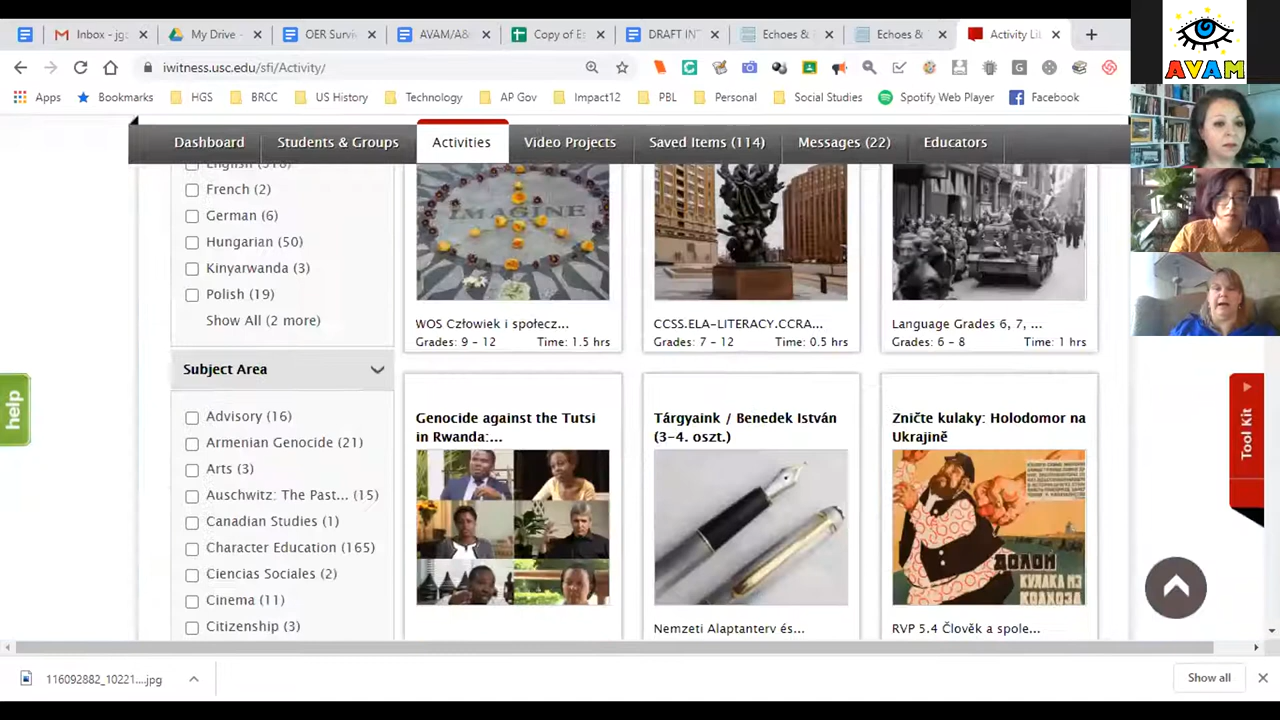 Inbox - jg
My Drive -
OER Survi
AVAM/A&
Copy of E
DRAFT IN
Echoes &
Echoes &
Activity Li
iwitness.usc.edu/sfi/Activity/
Apps
Bookmarks
HGS
BRCC
US History
Technology
AP Gov
Impact12
PBL
Personal
Social Studies
Spotify Web Player
Facebook
AVAM
Dashboard
Students & Groups
Activities
Video Projects
Saved Items (114)
Messages (22)
Educators
French (2)
German (6)
Hungarian (50)
Kinyarwanda (3)
Polish (19)
Show All (2 more)
IMAGINE
WOS Człowiek i społecz...
Grades: 9 - 12 Time: 1.5 hrs
CCSS.ELA-LITERACY.CCRA...
Grades: 7 - 12 Time: 0.5 hrs
Language Grades 6, 7, ...
Grades: 6 - 8 Time: 1 hrs
Subject Area
Advisory (16)
Armenian Genocide (21)
Arts (3)
Auschwitz: The Past... (15)
Canadian Studies (1)
Character Education (165)
Ciencias Sociales (2)
Cinema (11)
Citizenship (3)
Genocide against the Tutsi
in Rwanda:...
Tárgyaink / Benedek István
(3-4. oszt.)
Nemzeti Alaptanterv és...
Zničte kulaky: Holodomor na
Ukrajině
ДОЛОЙ
КУЛАКА ИЗ
КОЛХОЗА
RVP 5.4 Člověk a spole...
help
Tool Kit
116092882_10221....jpg
Show all